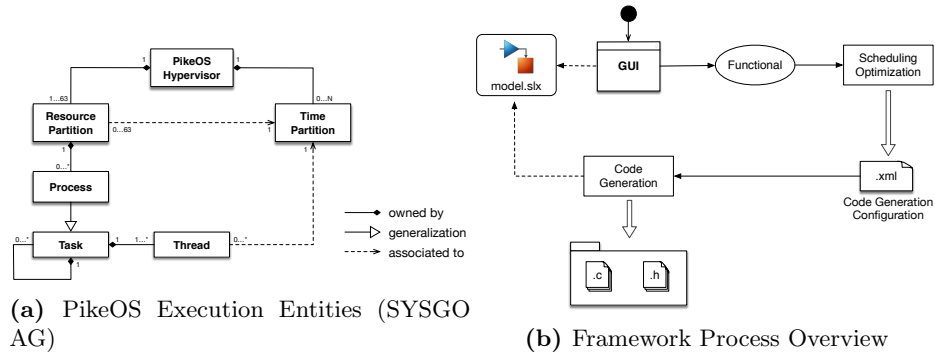 PikeOS
Hypervisor
1
1
1...63
0...N
Resource
Partition
0...63
1
Time
Partition
1
1
0...*
Process
0...*
Task
1
1...*
Thread
0...*
1
owned by
generalization
associated to
(a) PikeOS Execution Entities (SYSGO
AG)
model.slx
GUI
Functional
Scheduling
Optimization
Code
Generation
.xml
Code Generation
Configuration
.c
.h
(b) Framework Process Overview